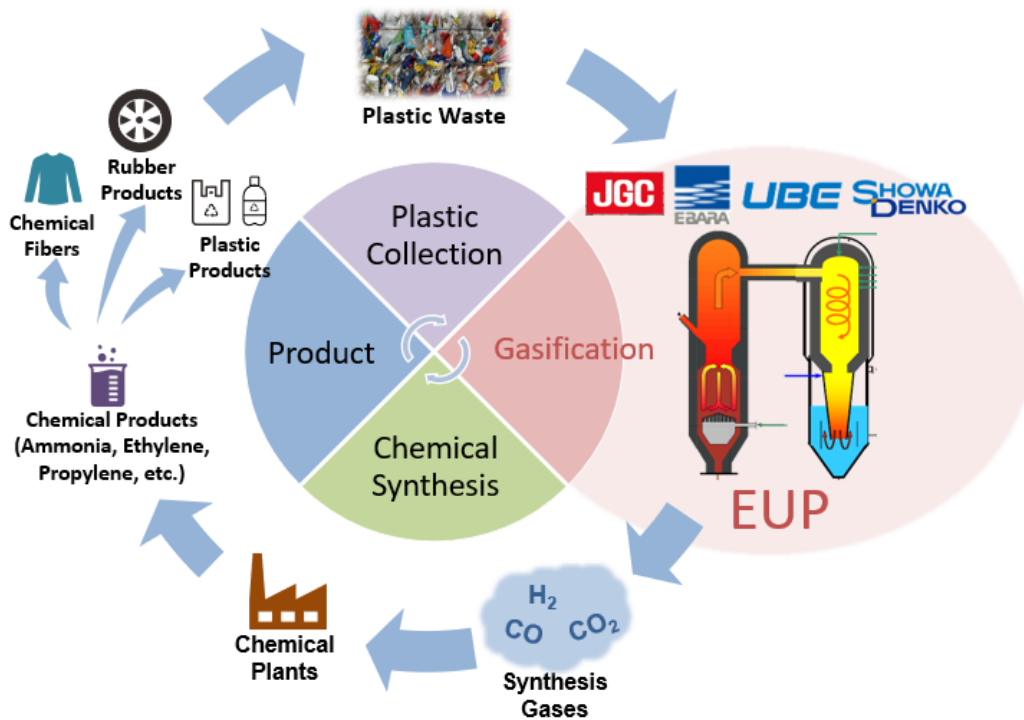 Plastic Waste
JGC
EBARA
UBE
SHOWA
DENKO
Rubber
Products
Chemical
Fibers
Plastic
Products
Plastic
Collection
Product
Gasification
Chemical
Synthesis
EUP
Chemical Products
(Ammonia, Ethylene,
Propylene, etc.)
H₂
CO
CO₂
Synthesis
Gases
Chemical
Plants